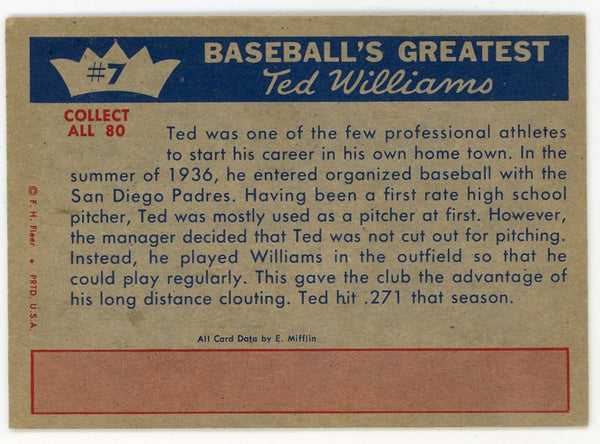 #7
BASEBALL'S GREATEST
Ted Williams
COLLECT
ALL 80
Ted was one of the few professional athletes
to start his career in his own home town. In the
summer of 1936, he entered organized baseball with the
San Diego Padres. Having been a first rate high school
pitcher, Ted was mostly used as a pitcher at first. However,
the manager decided that Ted was not cut out for pitching.
Instead, he played Williams in the outfield so that he
could play regularly. This gave the club the advantage of
his long distance clouting. Ted hit .271 that season.
All Card Data by E. Mifflin
© F. H. Fleer • PRTD. U.S.A.